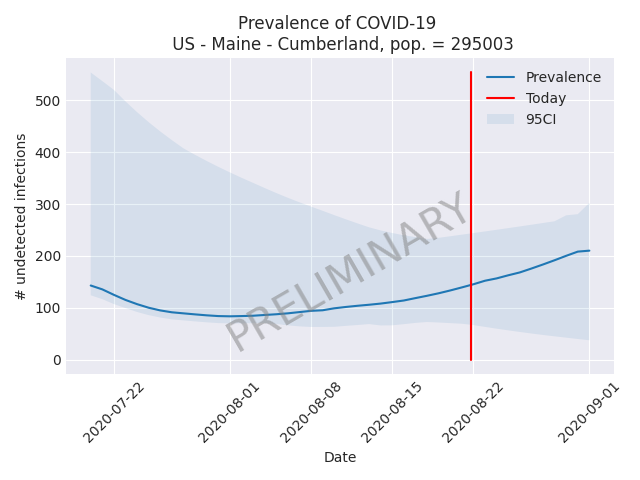 Prevalence of COVID-19
US - Maine - Cumberland, pop. = 295003
Prevalence
Today
95CI
# undetected infections
500
400
300
200
100
0
PRELIMINARY
2020-07-22
2020-08-01
2020-08-08
2020-08-15
2020-08-22
2020-09-01
Date